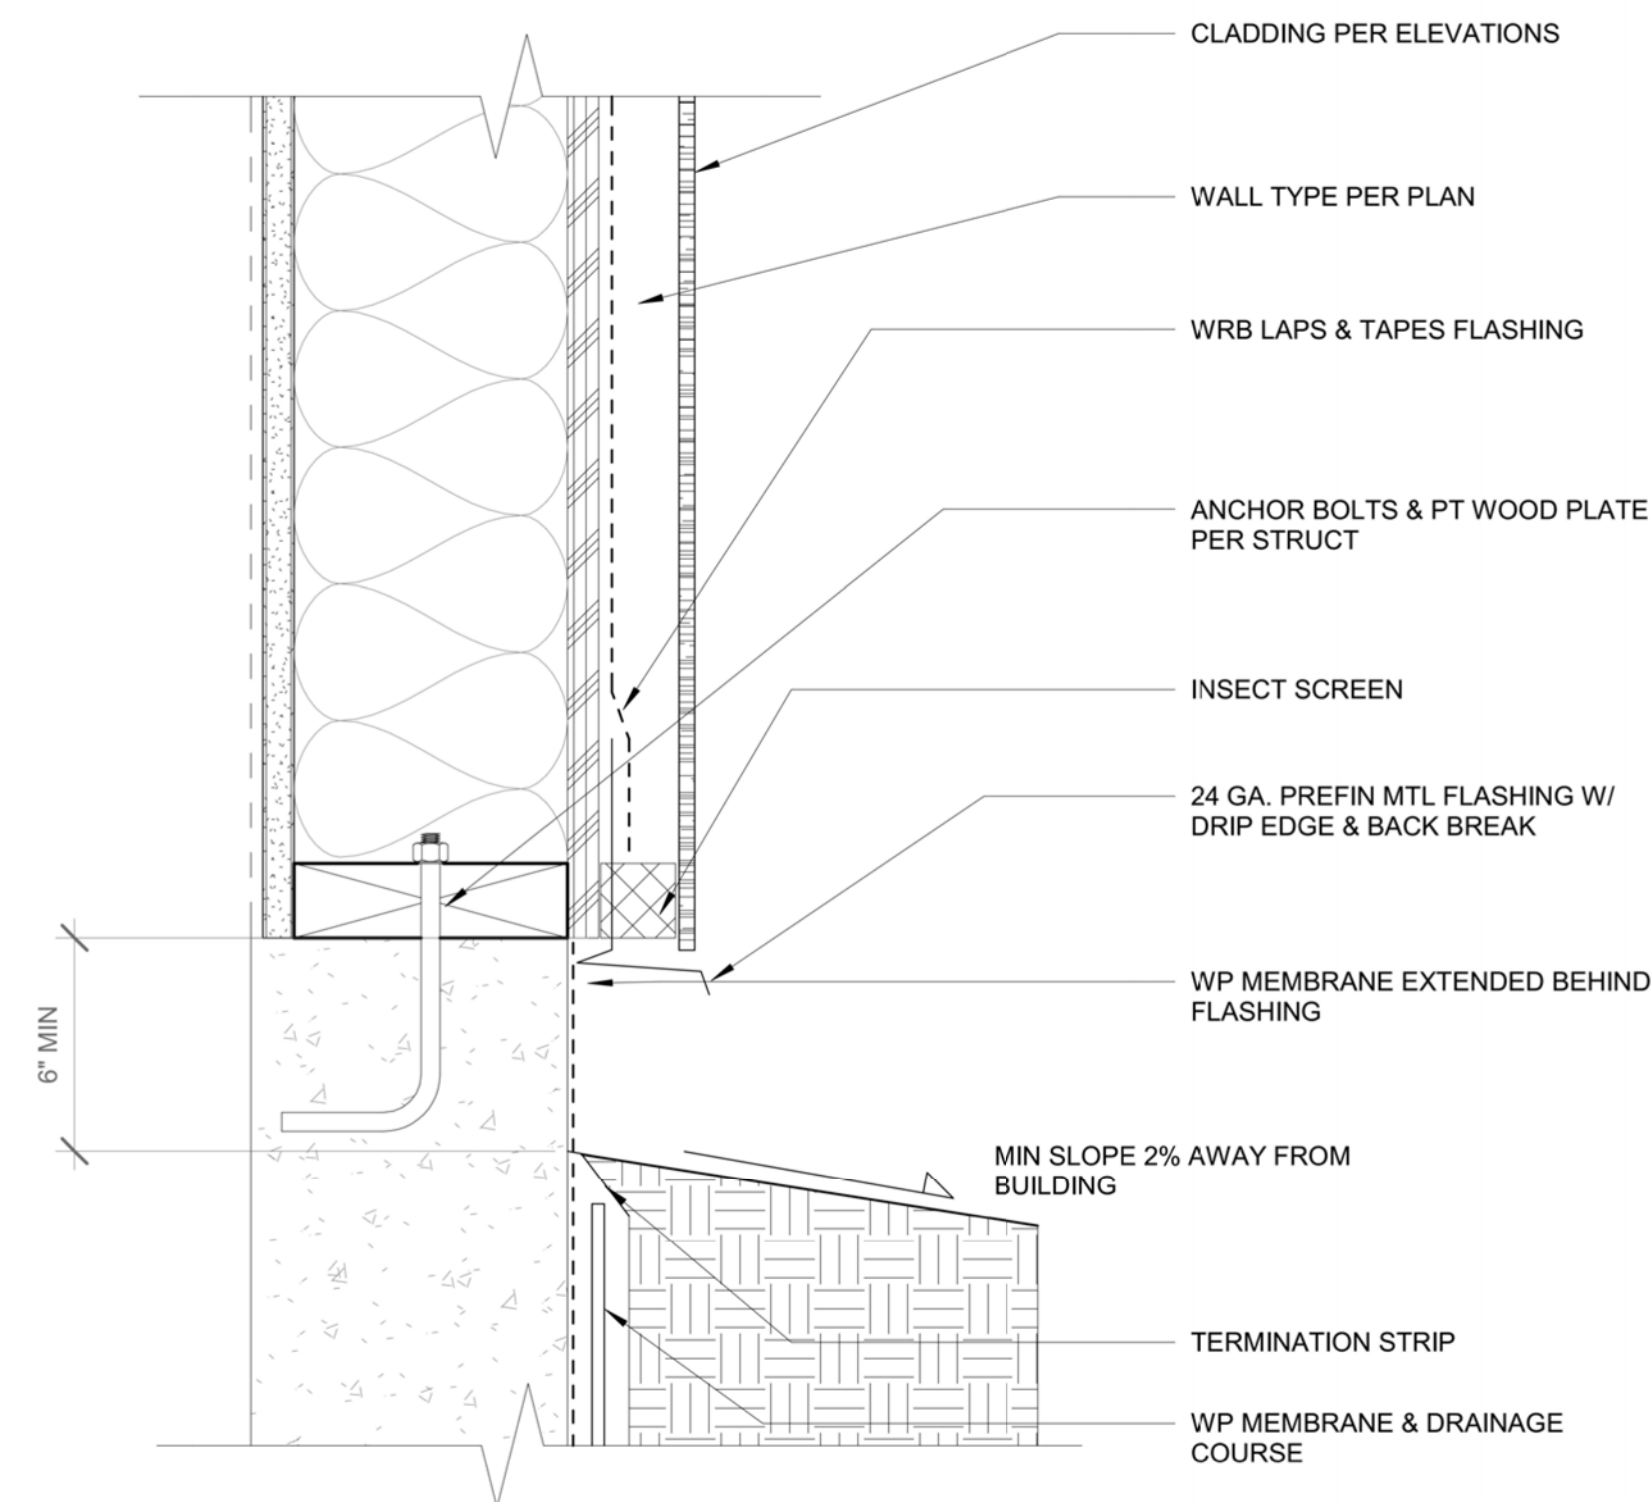 CLADDING PER ELEVATIONS
WALL TYPE PER PLAN
WRB LAPS & TAPES FLASHING
ANCHOR BOLTS & PT WOOD PLATE
PER STRUCT
INSECT SCREEN
24 GA. PREFIN MTL FLASHING W/
DRIP EDGE & BACK BREAK
WP MEMBRANE EXTENDED BEHIND
FLASHING
6" MIN
MIN SLOPE 2% AWAY FROM
BUILDING
TERMINATION STRIP
WP MEMBRANE & DRAINAGE
COURSE